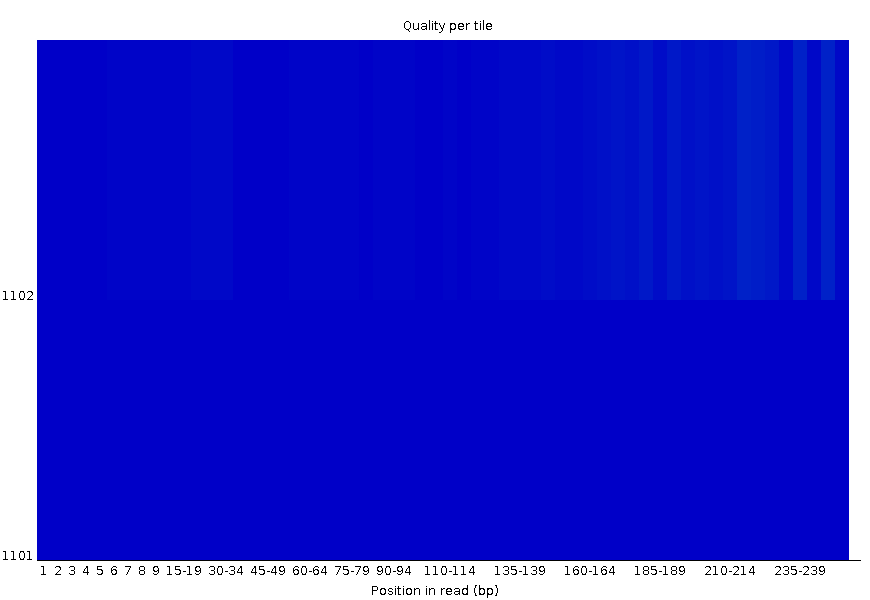 Quality per tile
1102
1101
1 2 3 4 5 6 7 8 9 15-19 30-34 45-49 60-64 75-79 90-94 110-114 135-139 160-164 185-189 210-214 235-239
Position in read (bp)